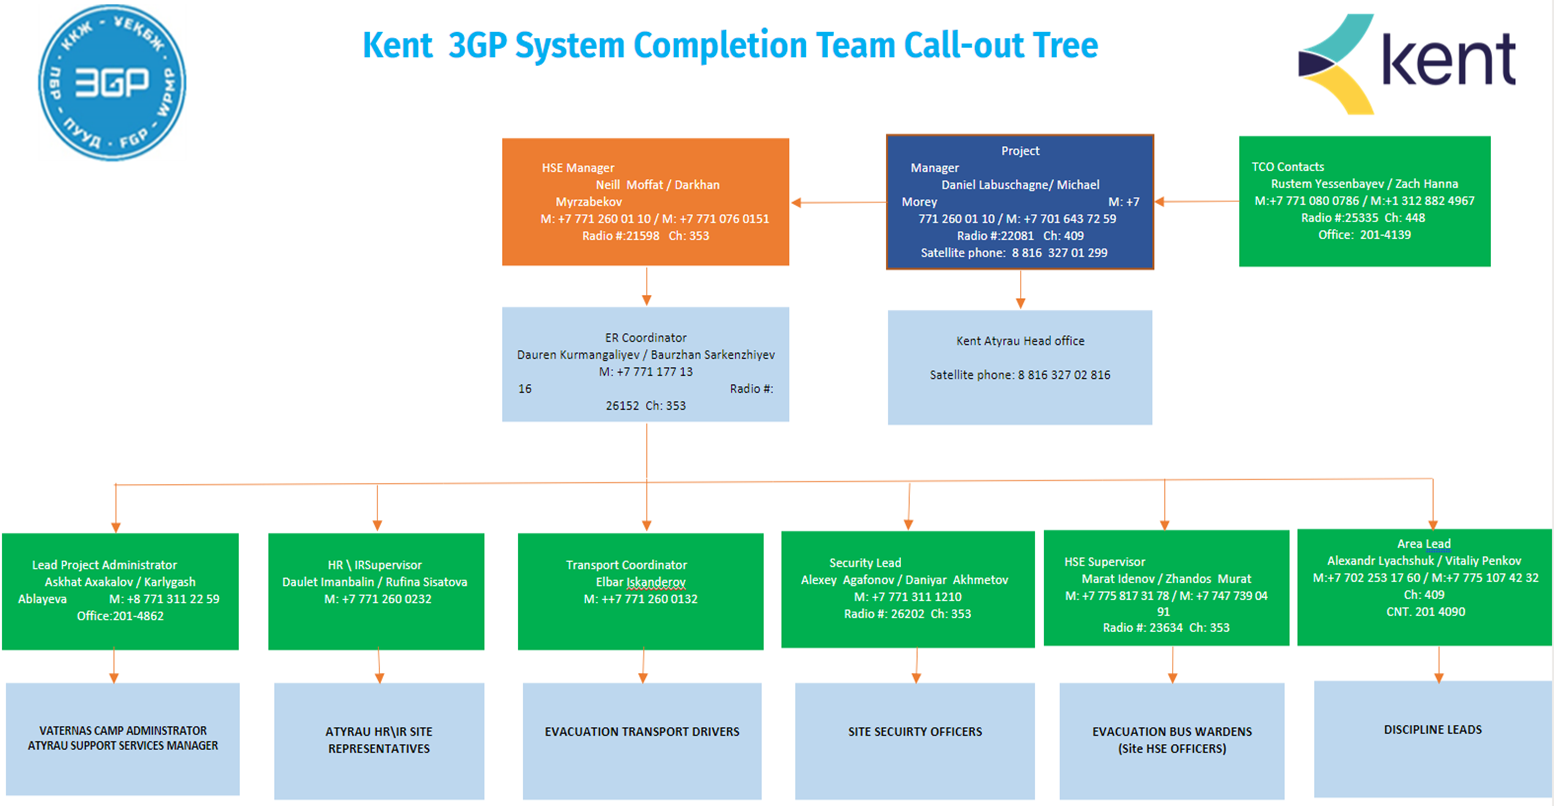 Kent 3GP System Completion Team Call-out Tree
ККЖ - ҰЕҚБЖ - WPMP - FGP - ПУУД - ПБР
3GP
kent
HSE Manager
Neill Moffat / Darkhan
Myrzabekov
M: +7 771 260 01 10 / M: +7 771 076 0151
Radio #:21598 Ch: 353
Project
Manager
Daniel Labuschagne/ Michael
Morey M: +7
771 260 01 10 / M: +7 701 643 72 59
Radio #:22081 Ch: 409
Satellite phone: 8 816 327 01 299
TCO Contacts
Rustem Yessenbayev / Zach Hanna
M:+7 771 080 0786 / M:+1 312 882 4967
Radio #:25335 Ch: 448
Office: 201-4139
ER Coordinator
Dauren Kurmangaliyev / Baurzhan Sarkenzhiyev
M: +7 771 177 13
16 Radio #:
26152 Ch: 353
Kent Atyrau Head office
Satellite phone: 8 816 327 02 816
Lead Project Administrator
Askhat Axakalov / Karlygash
Ablayeva M: +8 771 311 22 59
Office:201-4862
HR \ IRSupervisor
Daulet Imanbalin / Rufina Sisatova
M: +7 771 260 0232
Transport Coordinator
Elbar Iskanderov
M: ++7 771 260 0132
Security Lead
Alexey Agafonov / Daniyar Akhmetov
M: +7 771 311 1210
Radio #: 26202 Ch: 353
HSE Supervisor
Marat Idenov / Zhandos Murat
M: +7 775 817 31 78 / M: +7 747 739 04
91
Radio #: 23634 Ch: 353
Area Lead
Alexandr Lyachshuk / Vitaliy Penkov
M:+7 702 253 17 60 / M:+7 775 107 42 32
Ch: 409
CNT. 201 4090
VATERNAS CAMP ADMINSTRATOR
ATYRAU SUPPORT SERVICES MANAGER
ATYRAU HR\IR SITE
REPRESENTATIVES
EVACUATION TRANSPORT DRIVERS
SITE SECUIRTY OFFICERS
EVACUATION BUS WARDENS
(Site HSE OFFICERS)
DISCIPLINE LEADS